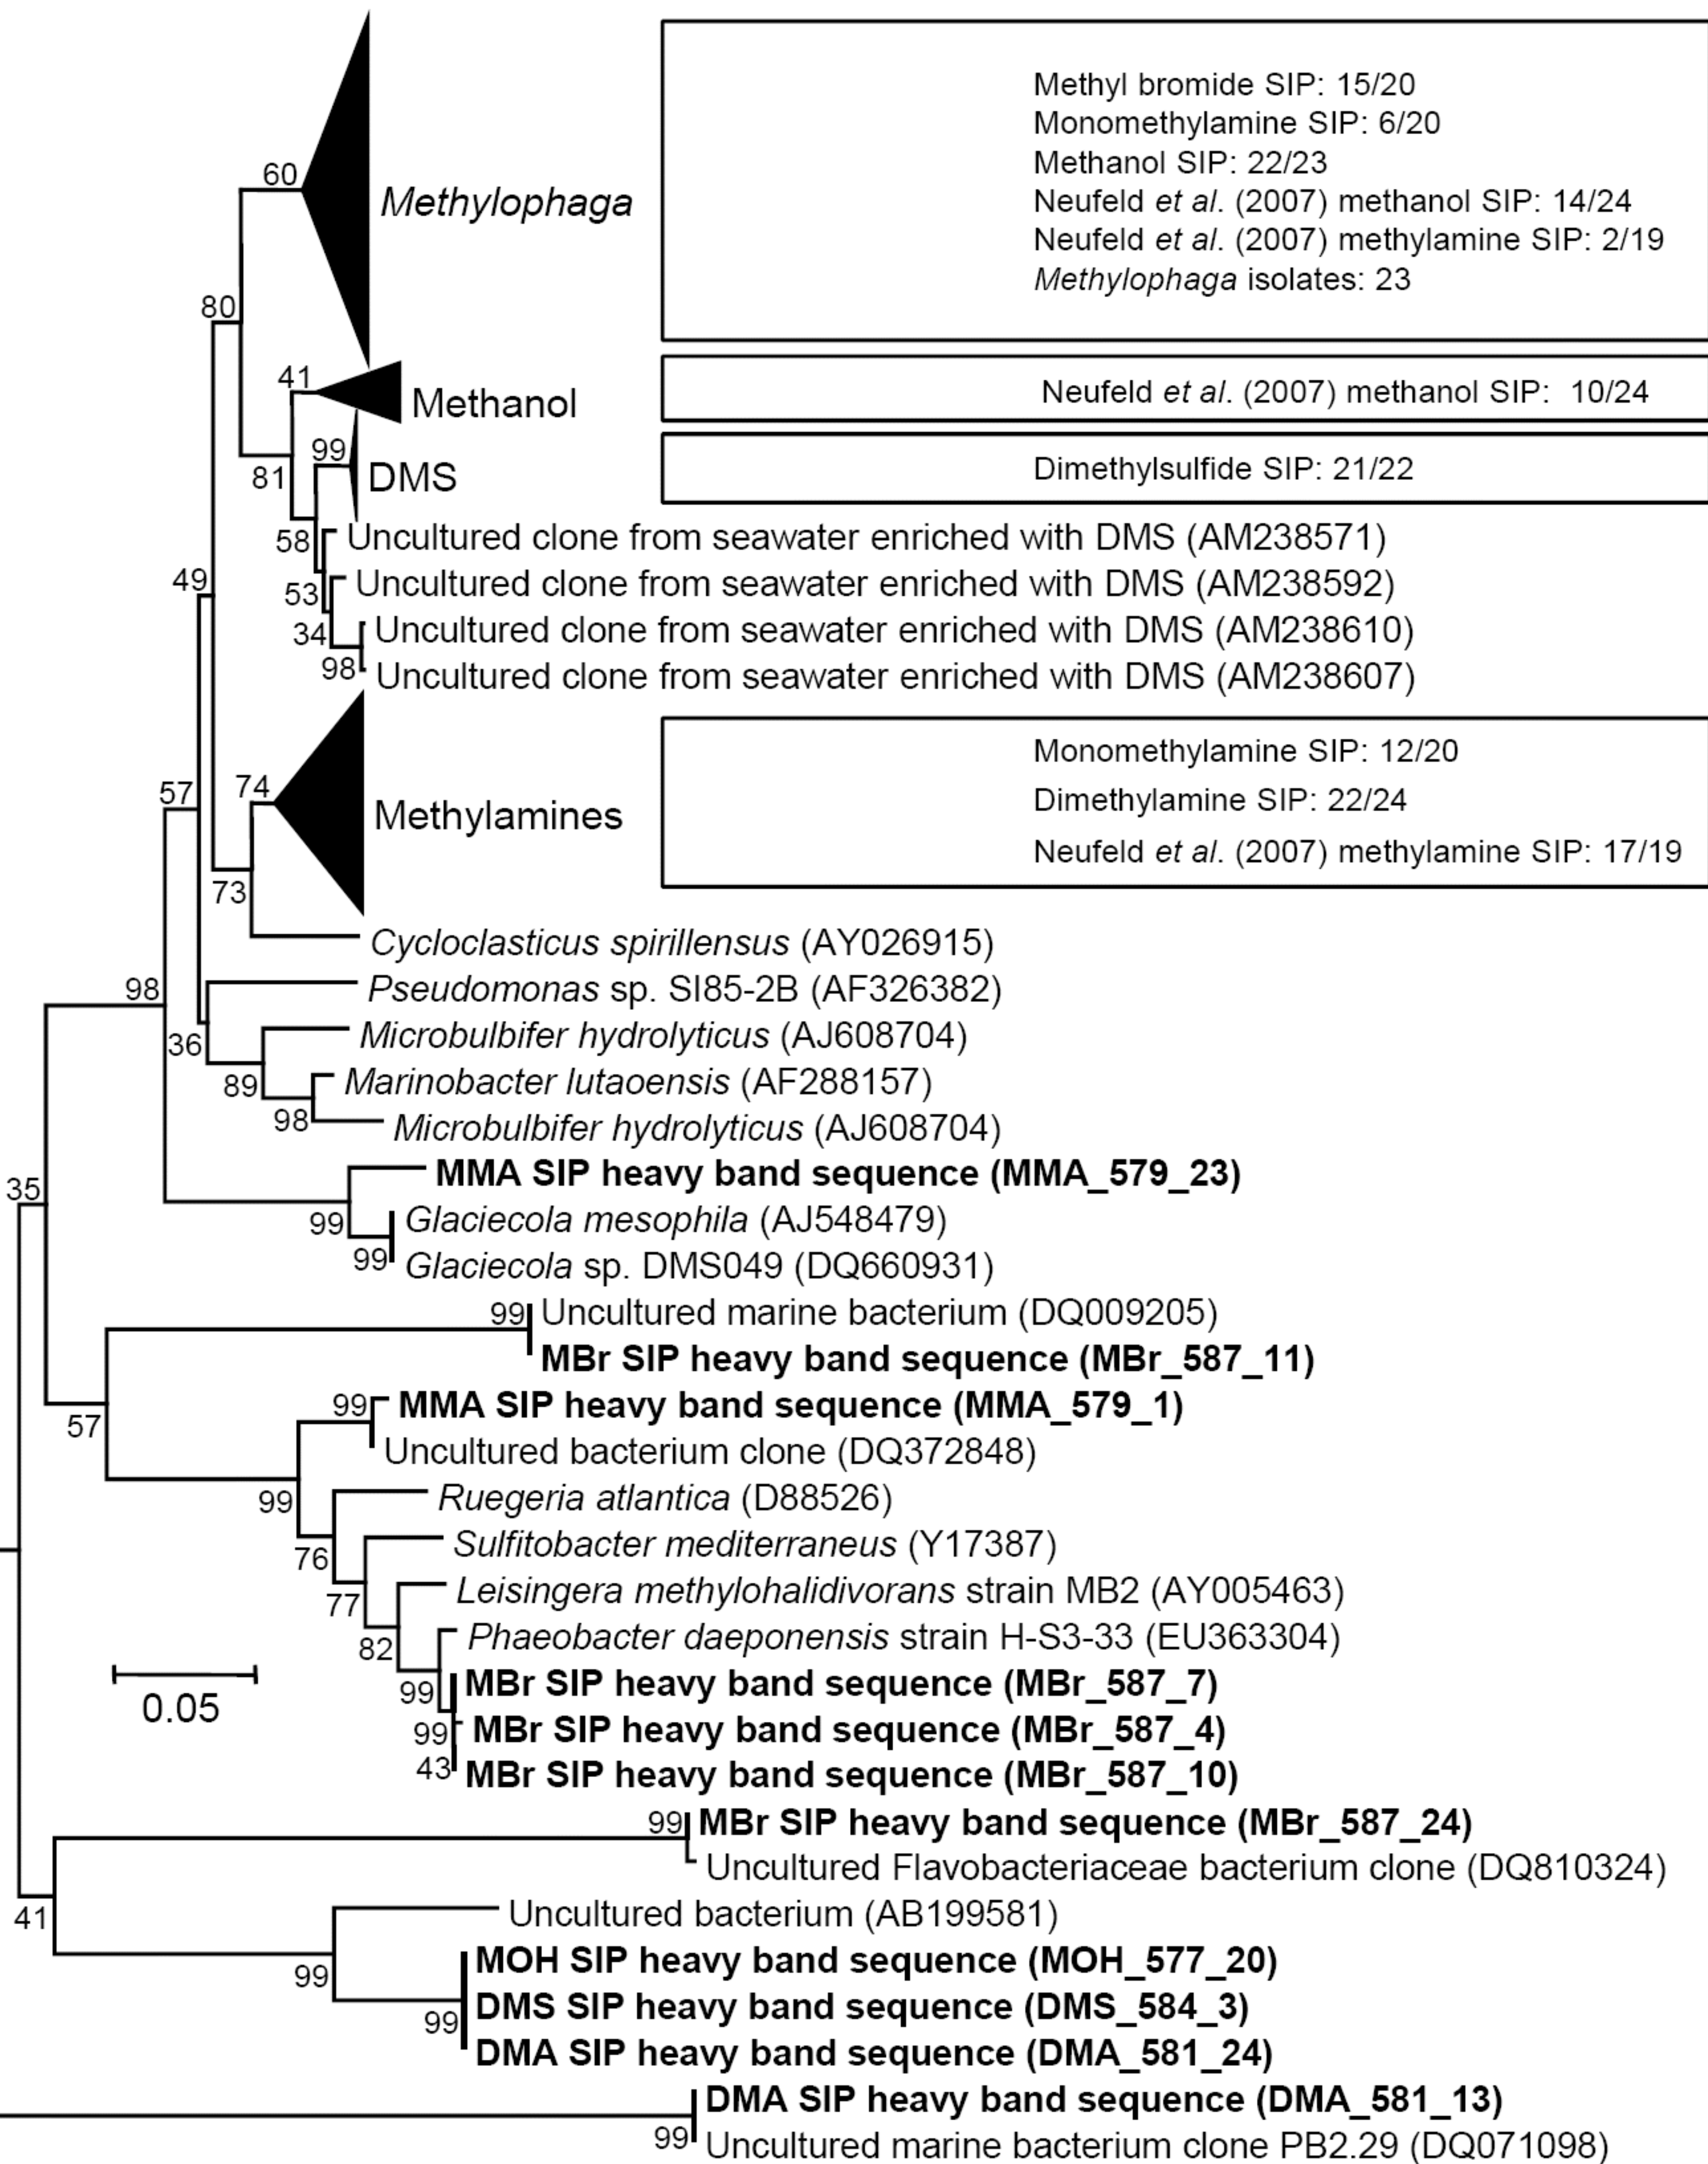 Methyl bromide SIP: 15/20
Monomethylamine SIP: 6/20
Methanol SIP: 22/23
60
Methylophaga
Neufeld et al. (2007) methanol SIP: 14/24
Neufeld et al. (2007) methylamine SIP: 2/19
Methylophaga isolates: 23
80
41
Methanol
Neufeld et al. (2007) methanol SIP: 10/24
99
81
DMS
Dimethylsulfide SIP: 21/22
58
Uncultured clone from seawater enriched with DMS (AM238571)
49
53
Uncultured clone from seawater enriched with DMS (AM238592)
34
Uncultured clone from seawater enriched with DMS (AM238610)
98
Uncultured clone from seawater enriched with DMS (AM238607)
Monomethylamine SIP: 12/20
57
74
Methylamines
Dimethylamine SIP: 22/24
Neufeld et al. (2007) methylamine SIP: 17/19
73
Cycloclasticus spirillensus (AY026915)
98
Pseudomonas sp. SI85-2B (AF326382)
36
Microbulbifer hydrolyticus (AJ608704)
89
Marinobacter lutaoensis (AF288157)
98
Microbulbifer hydrolyticus (AJ608704)
35
MMA SIP heavy band sequence (MMA_579_23)
99
Glaciecola mesophila (AJ548479)
99
Glaciecola sp. DMS049 (DQ660931)
99
Uncultured marine bacterium (DQ009205)
MBr SIP heavy band sequence (MBr_587_11)
57
99
MMA SIP heavy band sequence (MMA_579_1)
Uncultured bacterium clone (DQ372848)
99
Ruegeria atlantica (D88526)
76
Sulfitobacter mediterraneus (Y17387)
77
Leisingera methylohalidivorans strain MB2 (AY005463)
82
Phaeobacter daeponensis strain H-S3-33 (EU363304)
0.05
99
MBr SIP heavy band sequence (MBr_587_7)
99
MBr SIP heavy band sequence (MBr_587_4)
43
MBr SIP heavy band sequence (MBr_587_10)
99
MBr SIP heavy band sequence (MBr_587_24)
Uncultured Flavobacteriaceae bacterium clone (DQ810324)
41
Uncultured bacterium (AB199581)
99
MOH SIP heavy band sequence (MOH_577_20)
99
DMS SIP heavy band sequence (DMS_584_3)
DMA SIP heavy band sequence (DMA_581_24)
DMA SIP heavy band sequence (DMA_581_13)
99
Uncultured marine bacterium clone PB2.29 (DQ071098)